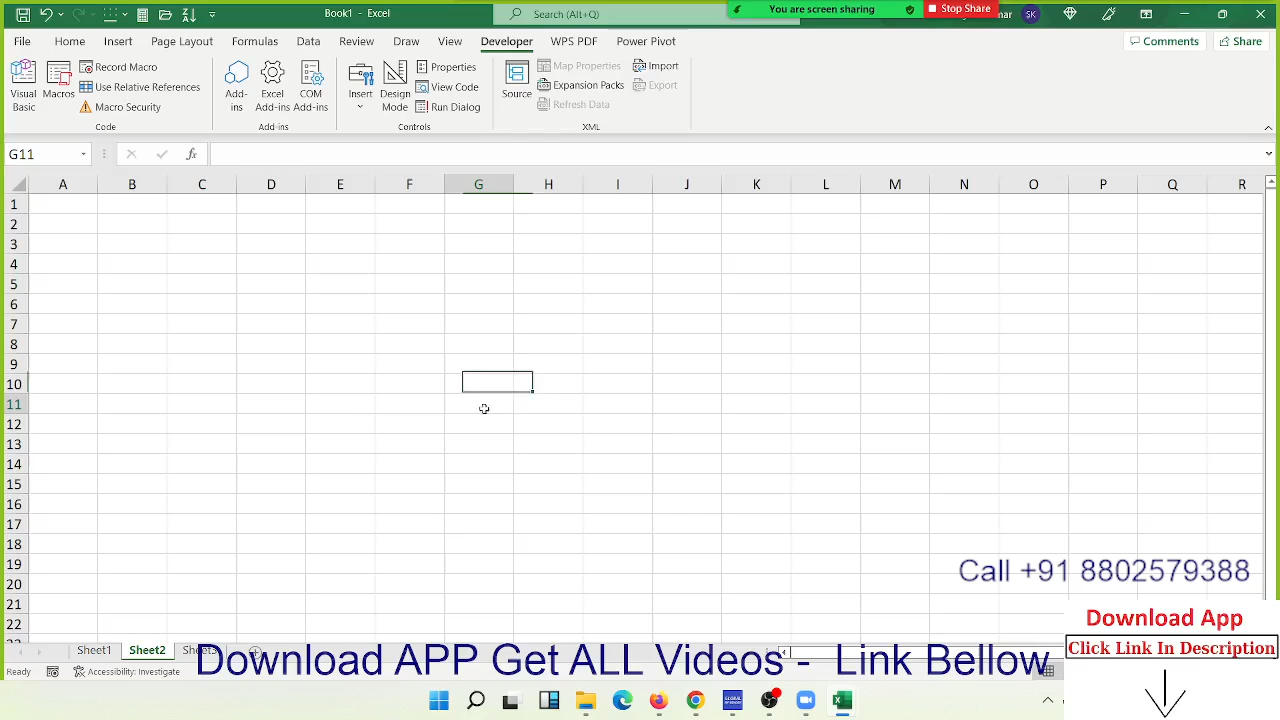 Book1 - Excel
Search (Alt+Q)
You are screen sharing
Stop Share
mar
SK
File Home Insert Page Layout Formulas Data Review View Draw Developer WPS PDF Power Pivot
Comments
Share
Visual Basic
Macros
Record Macro
Use Relative References
Macro Security
Code
Add-ins
Excel Add-ins
COM Add-ins
Add-ins
Insert
Design Mode
Properties
View Code
Run Dialog
Controls
Source
Map Properties
Expansion Packs
Refresh Data
Import
Export
XML
G11
fx
A B C D E F G H I J K L M N O P Q R
1
2
3
4
5
6
7
8
9
10
11
12
13
14
15
16
17
18
19
20
21
22
Call +91 8802579388
Download App
Click Link In Description
Sheet1 Sheet2 Sheet3
Download APP Get ALL Videos - Link Bellow
Ready
Accessibility: Investigate